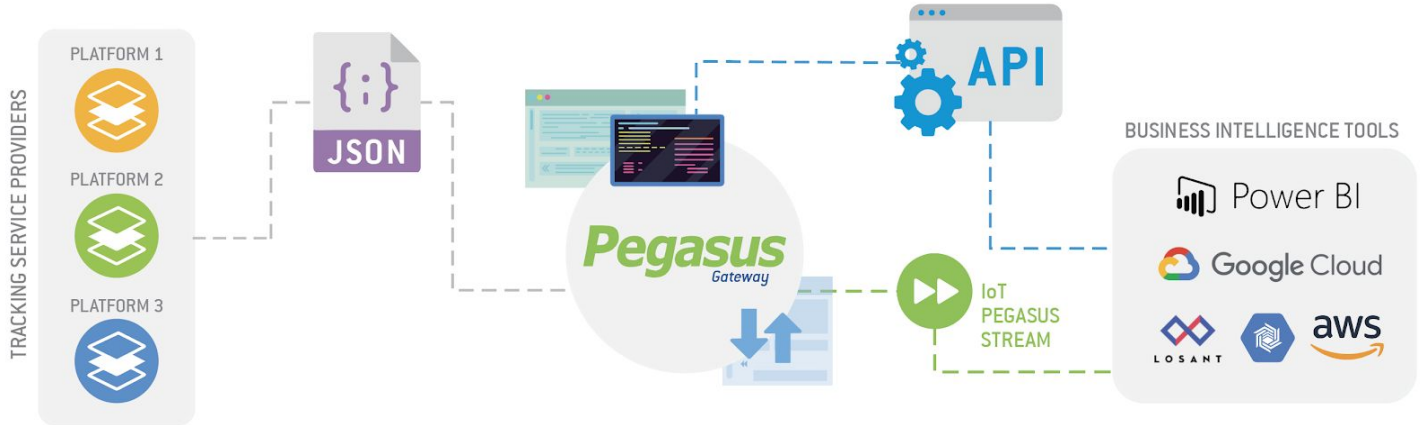 TRACKING SERVICE PROVIDERS
PLATFORM 1
PLATFORM 2
PLATFORM 3
{;}
JSON
Pegasus
Gateway
API
IoT
PEGASUS
STREAM
BUSINESS INTELLIGENCE TOOLS
Power BI
Google Cloud
LOSANT
aws